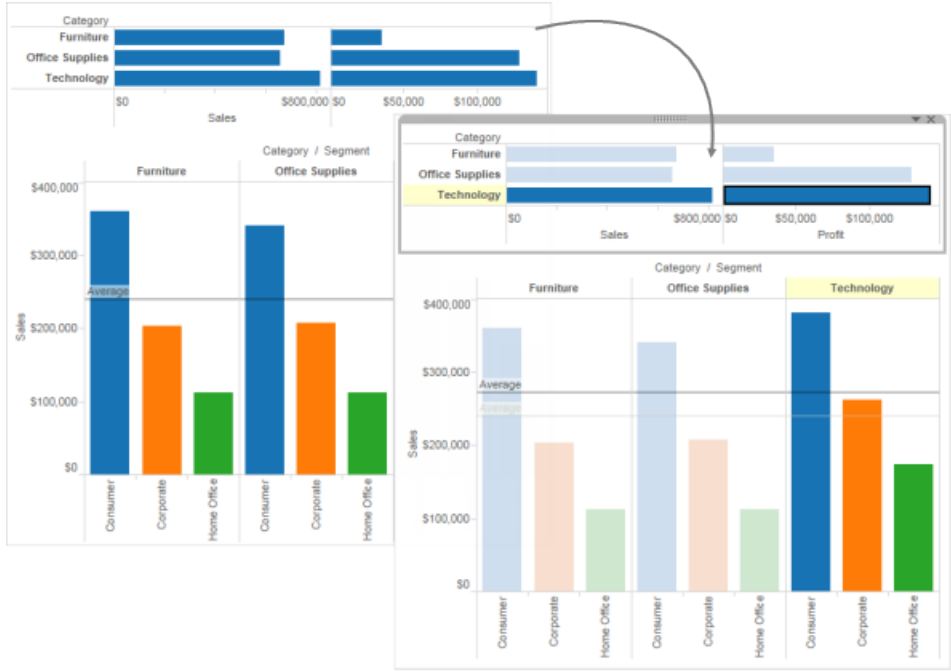 Category
Furniture
Office Supplies
Technology
$0 $800,000 $0 $50,000 $100,000
Sales
Category / Segment
Furniture Office Supplies
$400,000
$300,000
Average
$200,000
$100,000
$0
Sales
Consumer Corporate Home Office Consumer Corporate Home Office
Category
Furniture
Office Supplies
Technology
$0 $800,000 $0 $50,000 $100,000
Sales Profit
Category / Segment
Furniture Office Supplies Technology
$400,000
$300,000
Average
Average
$200,000
$100,000
$0
Sales
Consumer Corporate Home Office Consumer Corporate Home Office Consumer Corporate Home Office